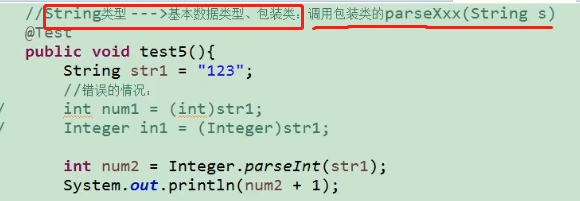 //String类型 --->基本数据类型、包装类：调用包装类的parseXxx(String s)
@Test
public void test5(){
String str1 = "123";
//错误的情况：
/ int num1 = (int)str1;
/ Integer in1 = (Integer)str1;
int num2 = Integer.parseInt(str1);
System.out.println(num2 + 1);